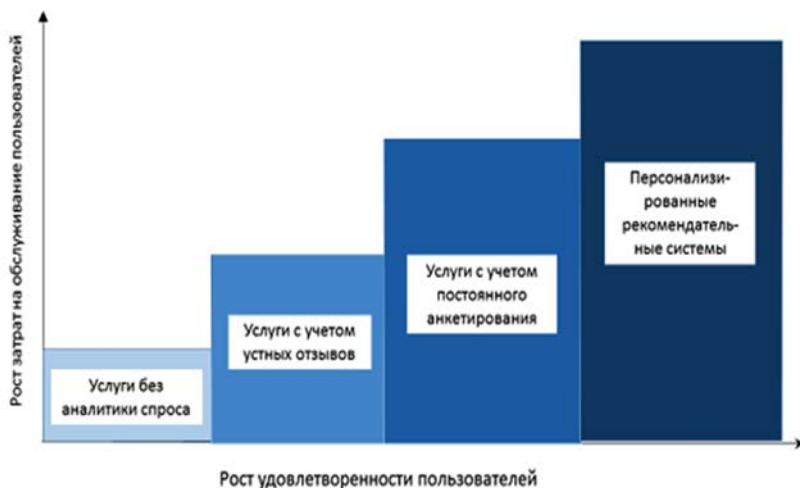 Рост затрат на обслуживание пользователей
Услуги без
аналитики спроса
Услуги с учетом
устных отзывов
Услуги с учетом
постоянного
анкетирования
Персонализи-
рованные
рекомендатель-
ные системы
Рост удовлетворенности пользователей